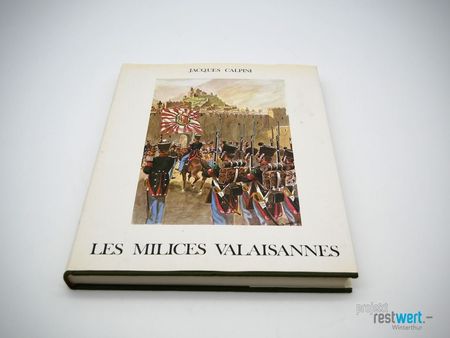 JACQUES CALPINI
LES MILICES VALAISANNES
projekt
restwert.–
Winterthur